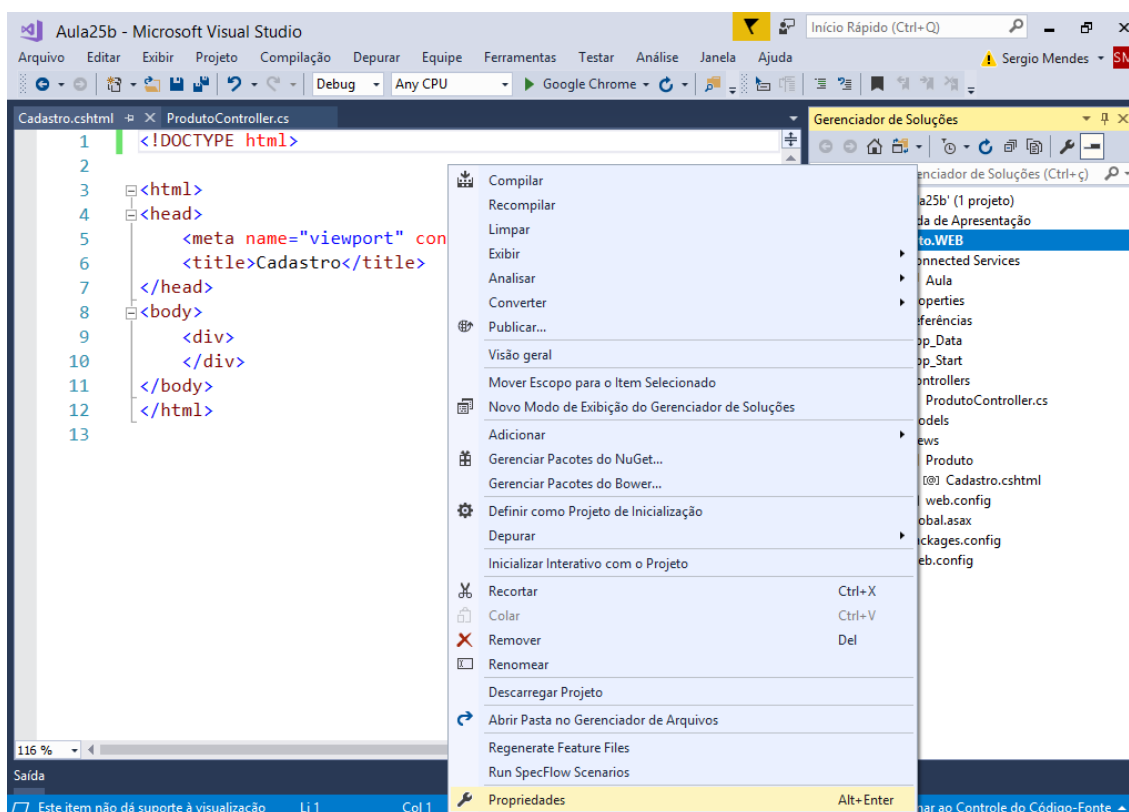 Aula25b - Microsoft Visual Studio
Início Rápido (Ctrl+Q)
Arquivo Editar Exibir Projeto Compilação Depurar Equipe Ferramentas Testar Análise Janela Ajuda
Sergio Mendes
SM
Debug Any CPU Google Chrome
Cadastro.cshtml ProdutoController.cs
1 <!DOCTYPE html>
2
3 <html>
4 <head>
5 <meta name="viewport" con
6 <title>Cadastro</title>
7 </head>
8 <body>
9 <div>
10 </div>
11 </body>
12 </html>
13
116 %
Saída
Este item não dá suporte à visualização Li 1 Col 1
Compilar
Recompilar
Limpar
Exibir
Analisar
Converter
Publicar...
Visão geral
Mover Escopo para o Item Selecionado
Novo Modo de Exibição do Gerenciador de Soluções
Adicionar
Gerenciar Pacotes do NuGet...
Gerenciar Pacotes do Bower...
Definir como Projeto de Inicialização
Depurar
Inicializar Interativo com o Projeto
Recortar Ctrl+X
Colar Ctrl+V
Remover Del
Renomear
Descarregar Projeto
Abrir Pasta no Gerenciador de Arquivos
Regenerate Feature Files
Run SpecFlow Scenarios
Propriedades Alt+Enter
Gerenciador de Soluções
enciador de Soluções (Ctrl+ç)
a25b' (1 projeto)
da de Apresentação
to.WEB
onnected Services
Aula
operties
eferências
pp_Data
pp_Start
ontrollers
ProdutoController.cs
odels
ews
Produto
[@] Cadastro.cshtml
web.config
obal.asax
ckages.config
eb.config
nar ao Controle do Código-Fonte